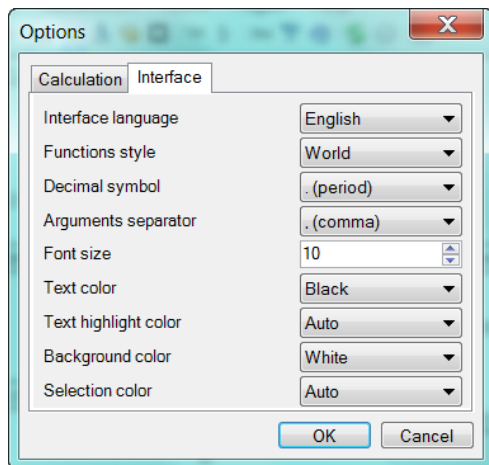 Options
Calculation Interface
Interface language English
Functions style World
Decimal symbol . (period)
Arguments separator , (comma)
Font size 10
Text color Black
Text highlight color Auto
Background color White
Selection color Auto
OK Cancel